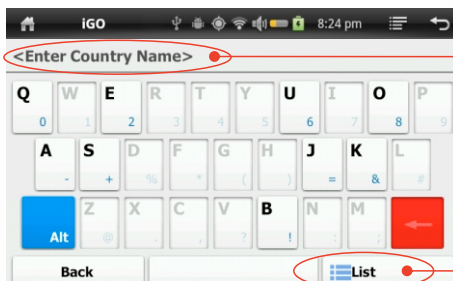 iGO 8:24 pm
<Enter Country Name>
Q W E R T Y U I O P
0 1 2 3 4 5 6 7 8 9
A S D F G H J K L
- + % * ( ) = & #
Alt Z X C V B N M
@ . , ? ! : ;
Back List